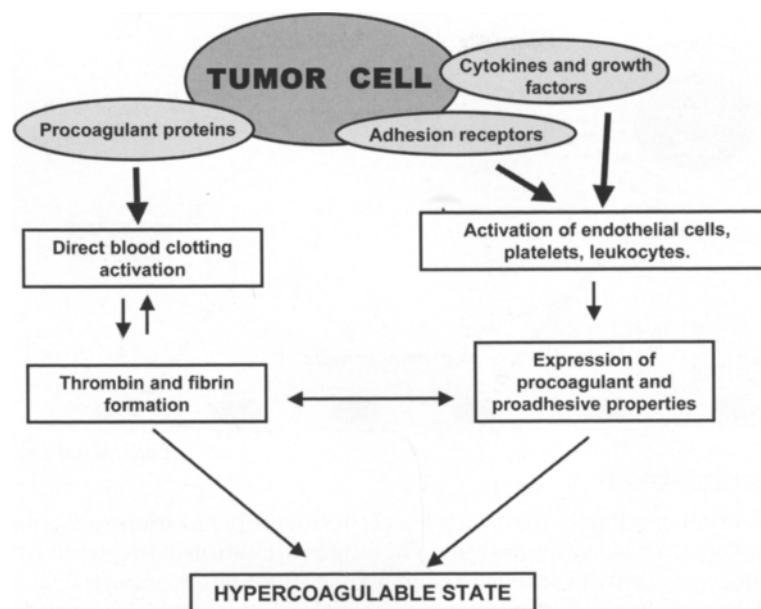 TUMOR CELL
Cytokines and growth
factors
Procoagulant proteins
Adhesion receptors
Direct blood clotting
activation
Activation of endothelial cells,
platelets, leukocytes.
Thrombin and fibrin
formation
Expression of
procoagulant and
proadhesive properties
HYPERCOAGULABLE STATE